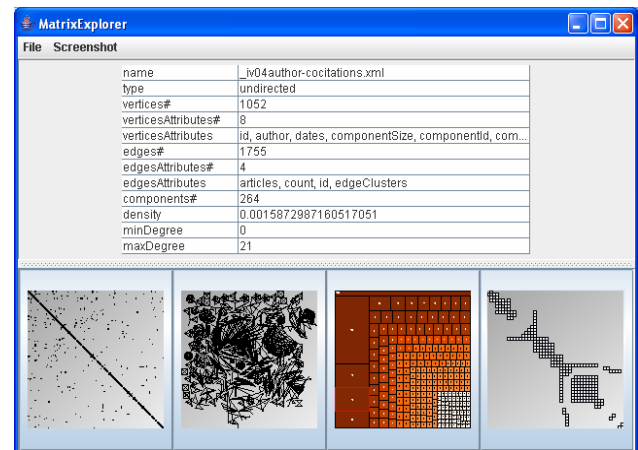 MatrixExplorer
File Screenshot
name _iv04author-cocitations.xml
type undirected
vertices# 1052
verticesAttributes# 8
verticesAttributes id, author, dates, componentSize, componentId, com...
edges# 1755
edgesAttributes# 4
edgesAttributes articles, count, id, edgeClusters
components# 264
density 0.0015872987160517051
minDegree 0
maxDegree 21